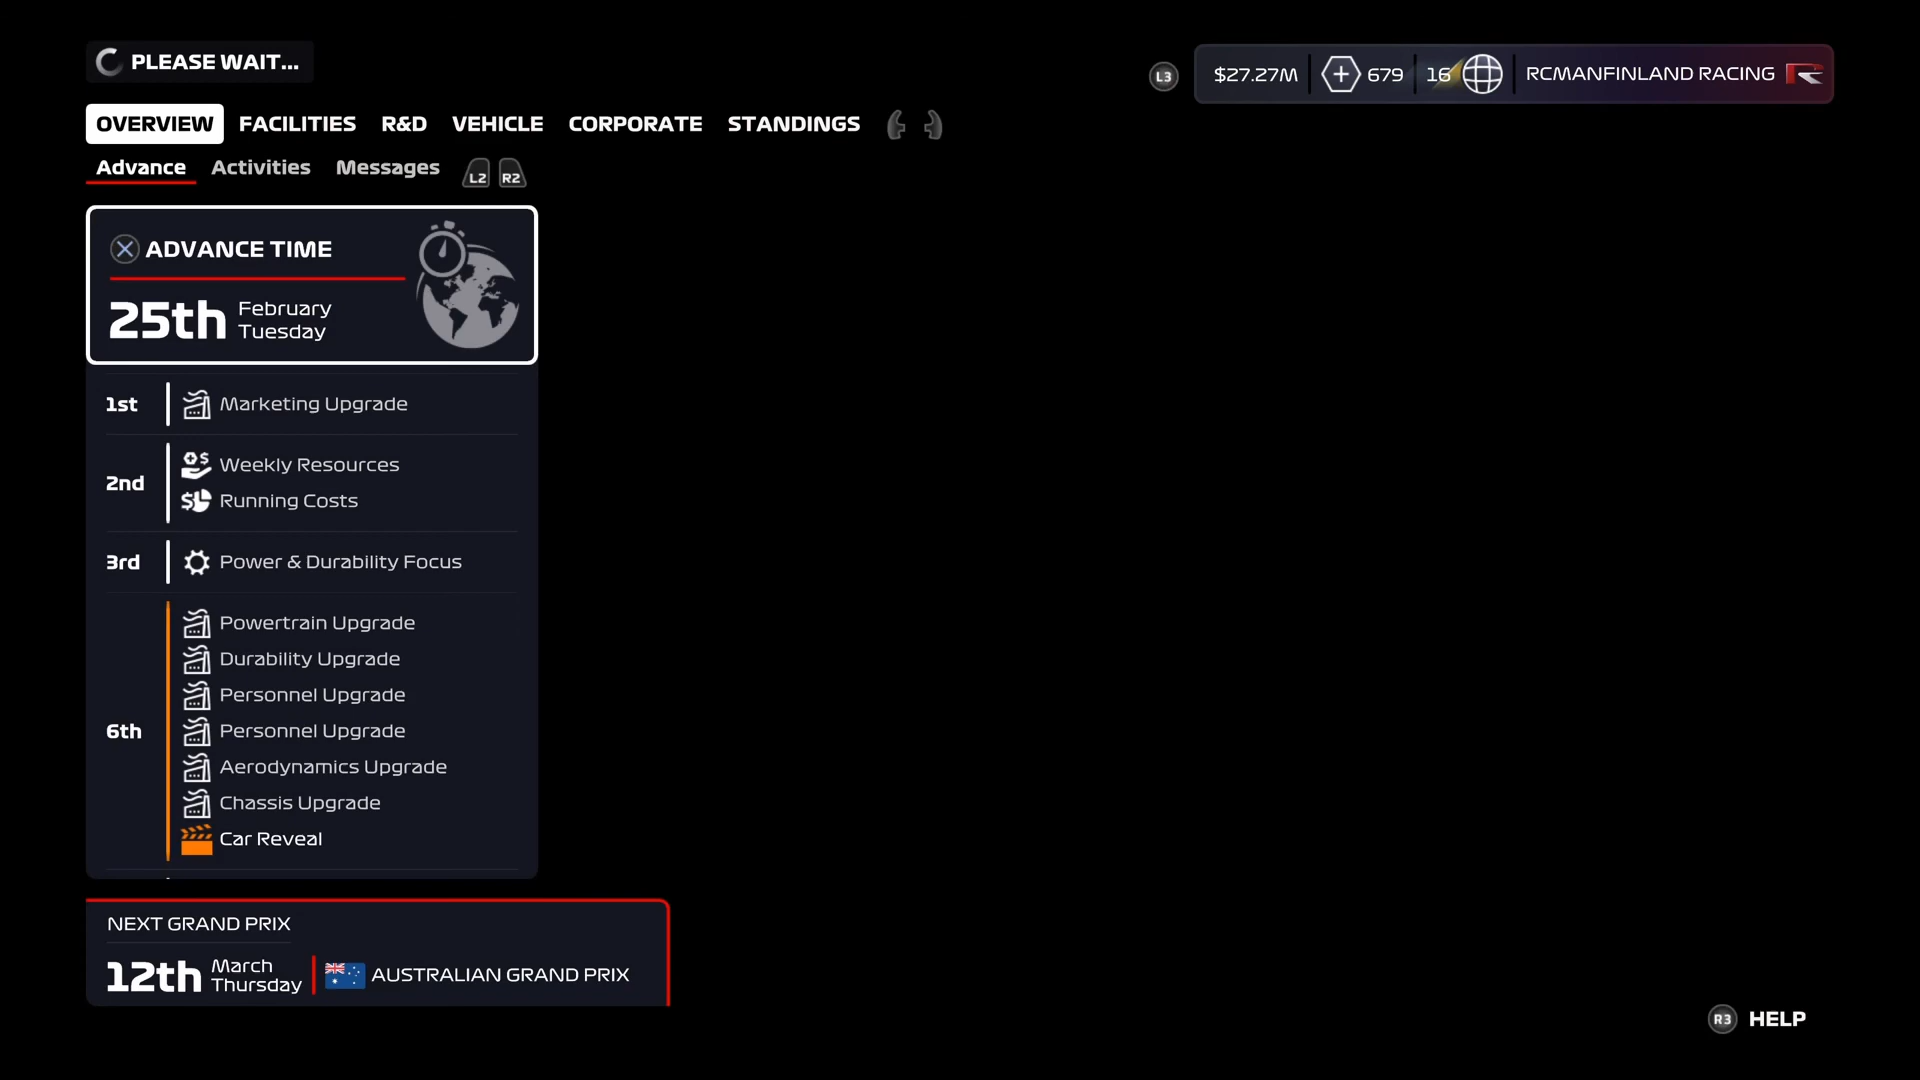 PLEASE WAIT...
L3
$27.27M
679
16
RCMANFINLAND RACING
OVERVIEW
FACILITIES
R&D
VEHICLE
CORPORATE
STANDINGS
Advance
Activities
Messages
L2
R2
ADVANCE TIME
25th
February
Tuesday
1st
Marketing Upgrade
2nd
Weekly Resources
Running Costs
3rd
Power & Durability Focus
6th
Powertrain Upgrade
Durability Upgrade
Personnel Upgrade
Personnel Upgrade
Aerodynamics Upgrade
Chassis Upgrade
Car Reveal
NEXT GRAND PRIX
12th
March
Thursday
AUSTRALIAN GRAND PRIX
R3
HELP